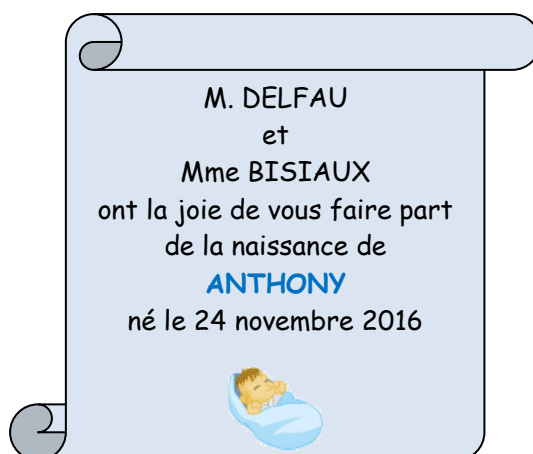 M. DELFAU
et
Mme BISIAUX
ont la joie de vous faire part
de la naissance de
ANTHONY
né le 24 novembre 2016